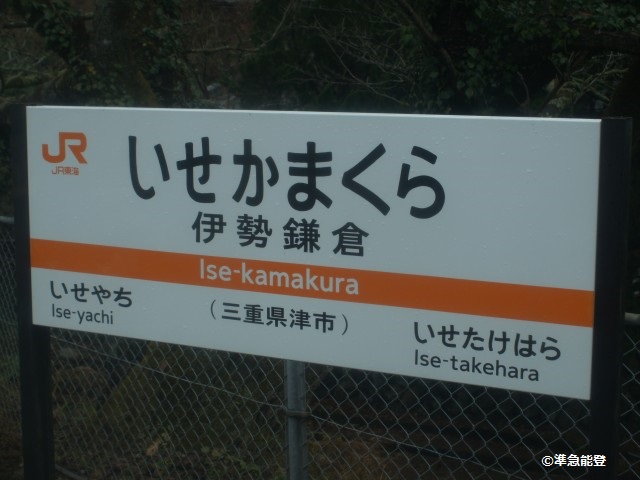 JR
JR東海
いせかまくら
伊勢鎌倉
Ise-kamakura
いせやち
Ise-yachi
（三重県津市）
いせたけはら
Ise-takehara
©準急能登